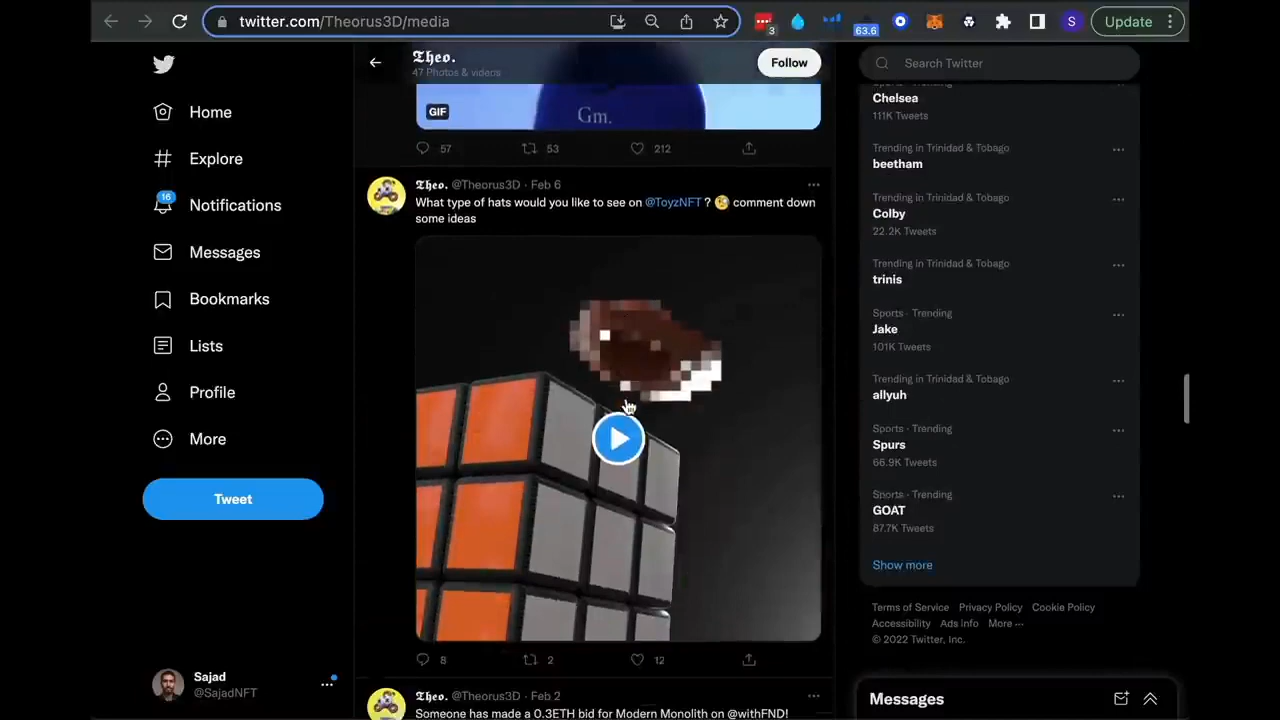 twitter.com/Theorus3D/media
3
63.6
S
Update
𝕿𝖍𝖊𝖔.
47 Photos & videos
Follow
Home
Explore
16
Notifications
Messages
Bookmarks
Lists
Profile
More
Tweet
Sajad
@SajadNFT
GIF
Gm.
57
53
212
𝕿𝖍𝖊𝖔. @Theorus3D · Feb 6
What type of hats would you like to see on @ToyzNFT ? 🧐 comment down
some ideas
8
2
12
𝕿𝖍𝖊𝖔. @Theorus3D · Feb 2
Someone has made a 0.3ETH bid for Modern Monolith on @withFND!
Search Twitter
Sports · Trending
Chelsea
111K Tweets
Trending in Trinidad & Tobago
beetham
Trending in Trinidad & Tobago
Colby
22.2K Tweets
Trending in Trinidad & Tobago
trinis
Sports · Trending
Jake
101K Tweets
Trending in Trinidad & Tobago
allyuh
Sports · Trending
Spurs
66.9K Tweets
Sports · Trending
GOAT
87.7K Tweets
Show more
Terms of Service Privacy Policy Cookie Policy
Accessibility Ads info More ···
© 2022 Twitter, Inc.
Messages